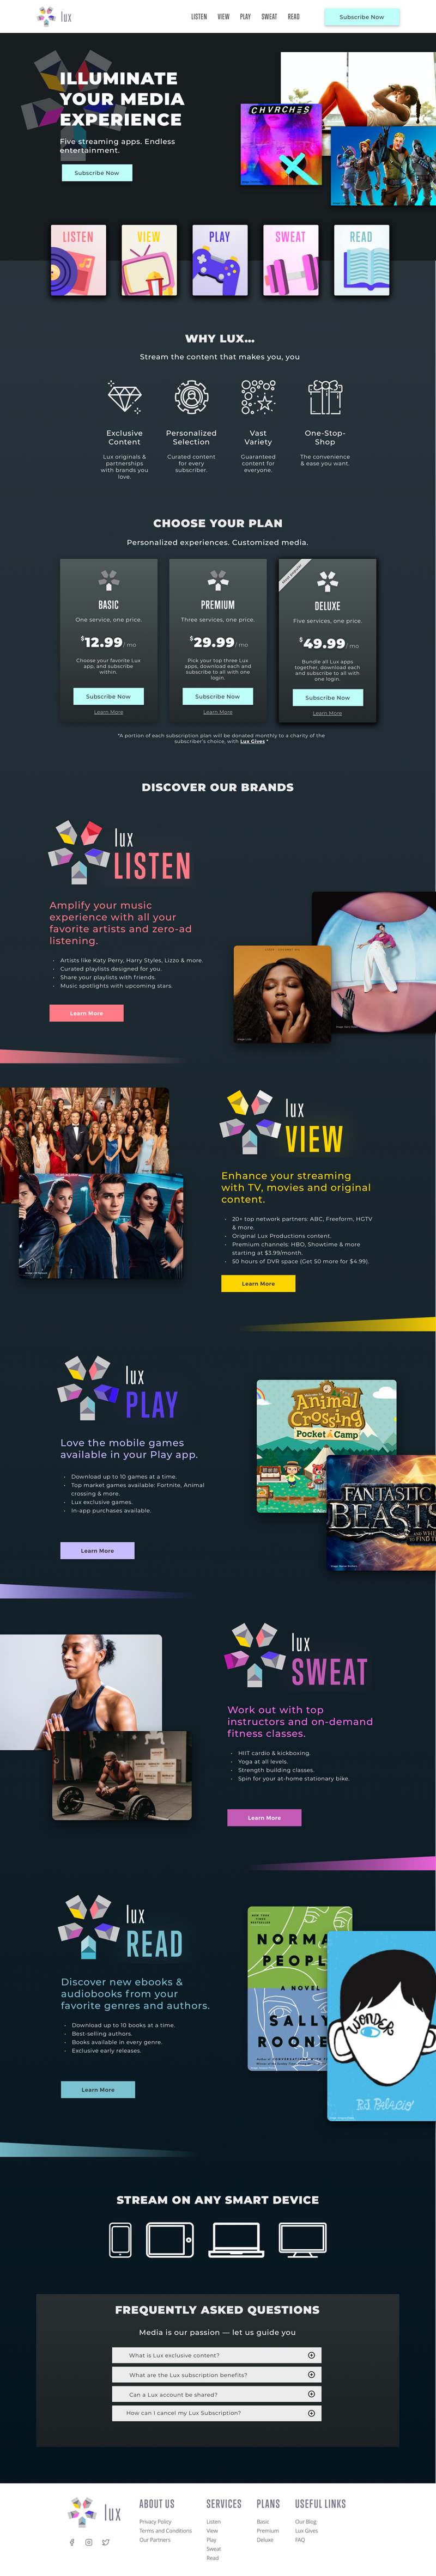 lux
LISTEN VIEW PLAY SWEAT READ
Subscribe Now
ILLUMINATE
YOUR MEDIA
EXPERIENCE
Five streaming apps. Endless
entertainment.
Subscribe Now
CHVRCHΞS
LISTEN
VIEW
PLAY
SWEAT
READ
WHY LUX...
Stream the content that makes you, you
Exclusive
Content
Lux originals &
partnerships
with brands you
love.
Personalized
Selection
Curated content
for every
subscriber.
Vast
Variety
Guaranteed
content for
everyone.
One-Stop-
Shop
The convenience
& ease you want.
CHOOSE YOUR PLAN
Personalized experiences. Customized media.
BASIC
One service, one price.
$12.99/ mo
Choose your favorite Lux
app, and subscribe
within.
Subscribe Now
Learn More
PREMIUM
Three services, one price.
$29.99/ mo
Pick your top three Lux
apps, download each and
subscribe to all with one
login.
Subscribe Now
Learn More
DELUXE
Five services, one price.
$49.99/ mo
Bundle all Lux apps
together, download each
and subscribe to all with
one login.
Subscribe Now
Learn More
*A portion of each subscription plan will be donated monthly to a charity of the
subscriber's choice, with Lux Gives *
DISCOVER OUR BRANDS
lux
LISTEN
Amplify your music
experience with all your
favorite artists and zero-ad
listening.
• Artists like Katy Perry, Harry Styles, Lizzo & more.
• Curated playlists designed for you.
• Share your playlists with friends.
• Music spotlights with upcoming stars.
Learn More
lux
VIEW
Enhance your streaming
with TV, movies and original
content.
• 20+ top network partners: ABC, Freeform, HGTV
& more.
• Original Lux Productions content.
• Premium channels: HBO, Showtime & more
starting at $3.99/month.
• 50 hours of DVR space (Get 50 more for $4.99).
Learn More
lux
PLAY
Love the mobile games
available in your Play app.
• Download up to 10 games at a time.
• Top market games available: Fortnite, Animal
crossing & more.
• Lux exclusive games.
• In-app purchases available.
Learn More
Animal
Crossing
Pocket Camp
FANTASTIC
BEASTS
AND WHE
TO FIND TH
lux
SWEAT
Work out with top
instructors and on-demand
fitness classes.
• HIIT cardio & kickboxing.
• Yoga at all levels.
• Strength building classes.
• Spin for your at-home stationary bike.
Learn More
lux
READ
Discover new ebooks &
audiobooks from your
favorite genres and authors.
• Download up to 10 books at a time.
• Best-selling authors.
• Books available in every genre.
• Exclusive early releases.
Learn More
NEW YORK
TIMES
BESTSELLER
NORMA
PEOPL
A NOVEL
SALLY
ROONE
Wonder
RJ Palacio
STREAM ON ANY SMART DEVICE
FREQUENTLY ASKED QUESTIONS
Media is our passion — let us guide you
What is Lux exclusive content?
What are the Lux subscription benefits?
Can a Lux account be shared?
How can I cancel my Lux Subscription?
lux
ABOUT US
Privacy Policy
Terms and Conditions
Our Partners
SERVICES
Listen
View
Play
Sweat
Read
PLANS
Basic
Premium
Deluxe
USEFUL LINKS
Our Blog
Lux Gives
FAQ